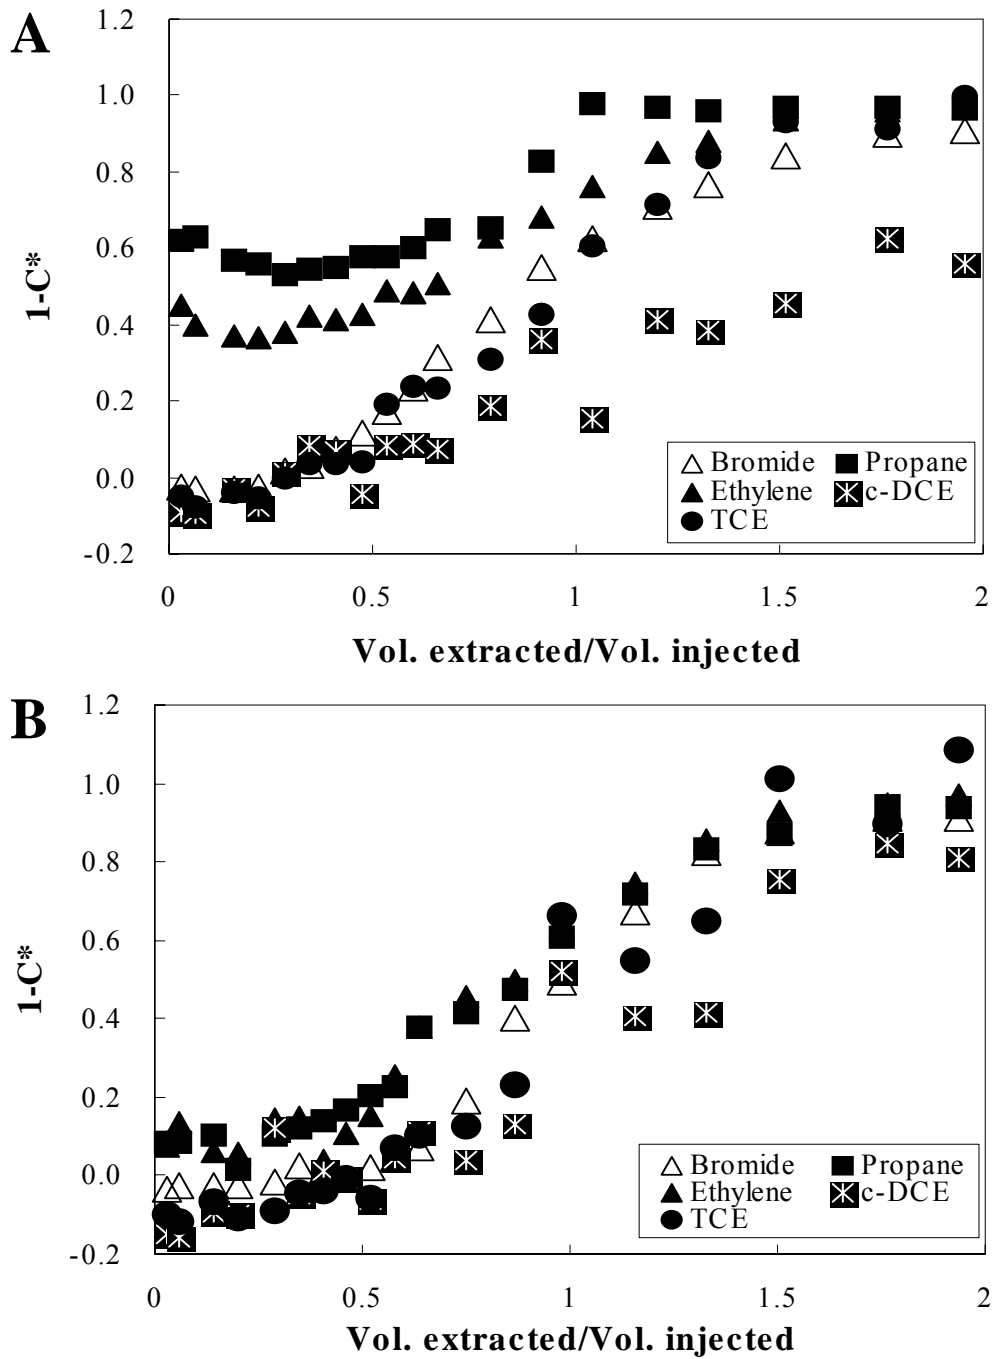 A
1.2
1.0
0.8
0.6
0.4
0.2
0.0
-0.2
1-C*
Bromide Propane
Ethylene c-DCE
TCE
0 0.5 1 1.5 2
Vol. extracted/Vol. injected
B
1.2
1.0
0.8
0.6
0.4
0.2
0.0
-0.2
1-C*
Bromide Propane
Ethylene c-DCE
TCE
0 0.5 1 1.5 2
Vol. extracted/Vol. injected